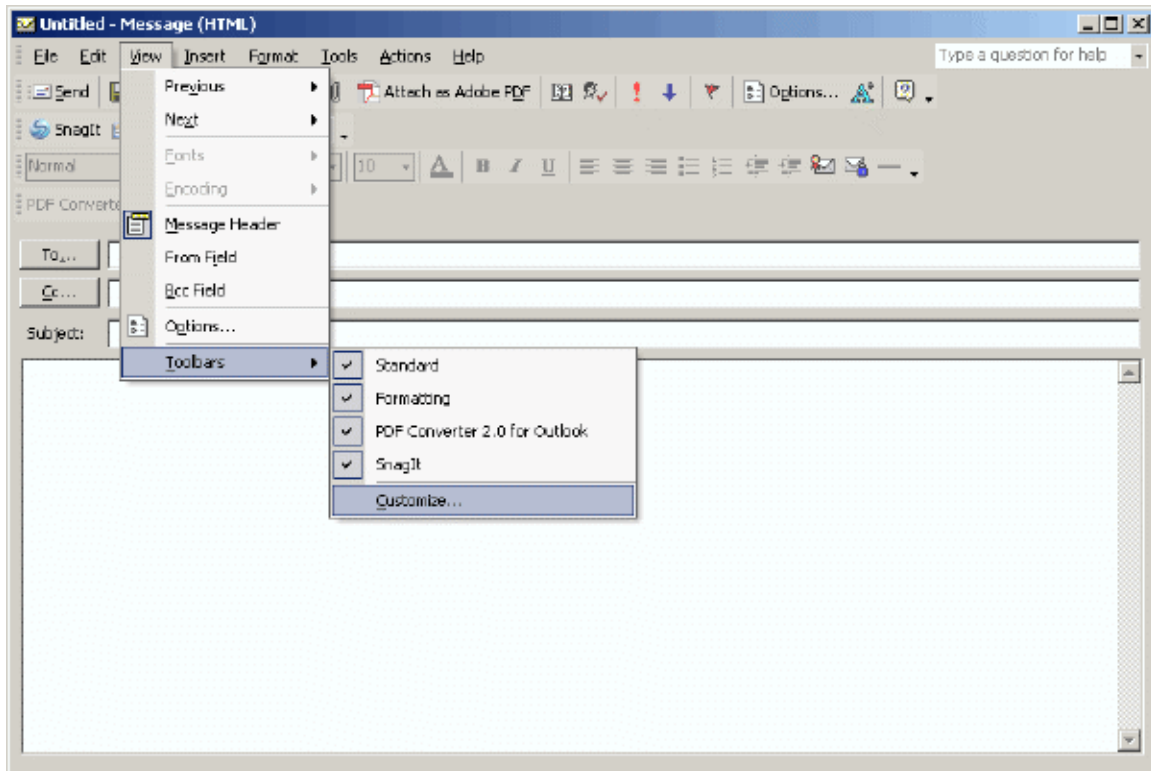 Untitled - Message (HTML)
File Edit View Insert Format Tools Actions Help Type a question for help
Send Attach as Adobe PDF Options...
SnagIt
Normal 10 A B I U
PDF Converte
Previous
Next
Fonts
Encoding
Message Header
From Field
Bcc Field
Options...
Toolbars
To...
Cc...
Subject:
Standard
Formatting
PDF Converter 2.0 for Outlook
SnagIt
Customize...